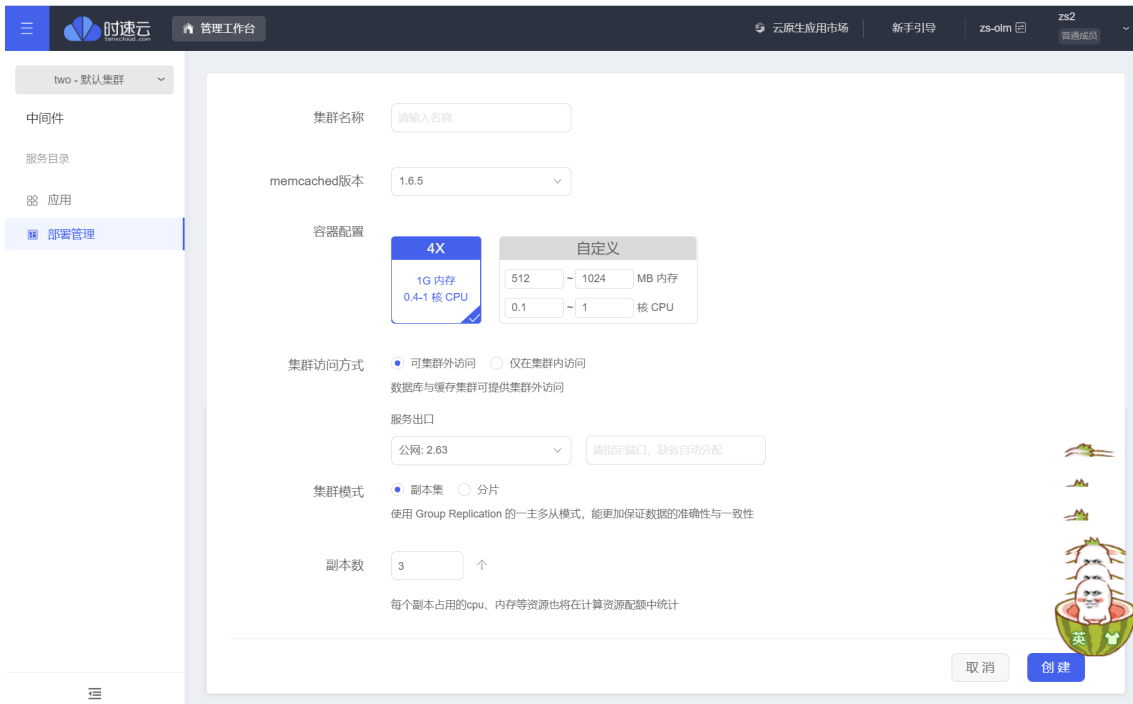 时速云
tenxcloud.com
管理工作台
云原生应用市场
新手引导
zs-olm
zs2
普通成员
two - 默认集群
中间件
服务目录
应用
部署管理
集群名称
请输入名称
memcached版本
1.6.5
容器配置
4X
1G 内存
0.4-1 核 CPU
自定义
512 ~ 1024 MB 内存
0.1 ~ 1 核 CPU
集群访问方式
可集群外访问 仅在集群内访问
数据库与缓存集群可提供集群外访问
服务出口
公网: 2.63
请指定端口，缺省自动分配
集群模式
副本集 分片
使用 Group Replication 的一主多从模式，能更加保证数据的准确性与一致性
副本数
3 个
每个副本占用的cpu、内存等资源也将在计算资源配额中统计
英
取 消
创 建